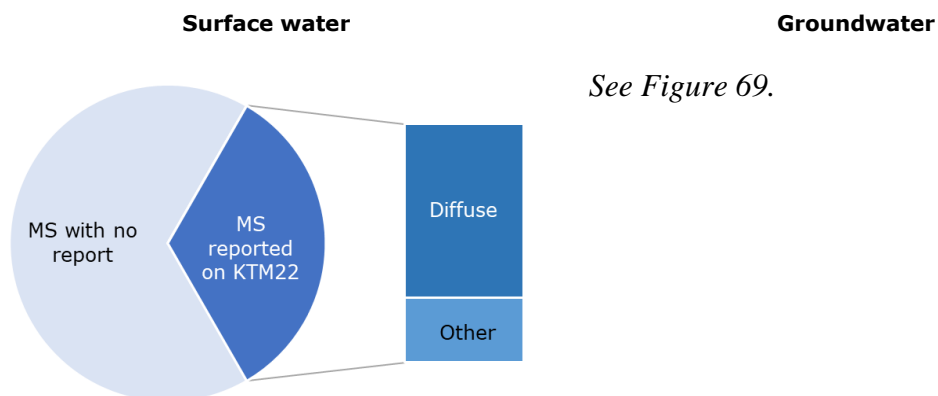 Surface water
Groundwater
See Figure 69.
MS with no
report
MS
reported
on KTM22
Diffuse
Other